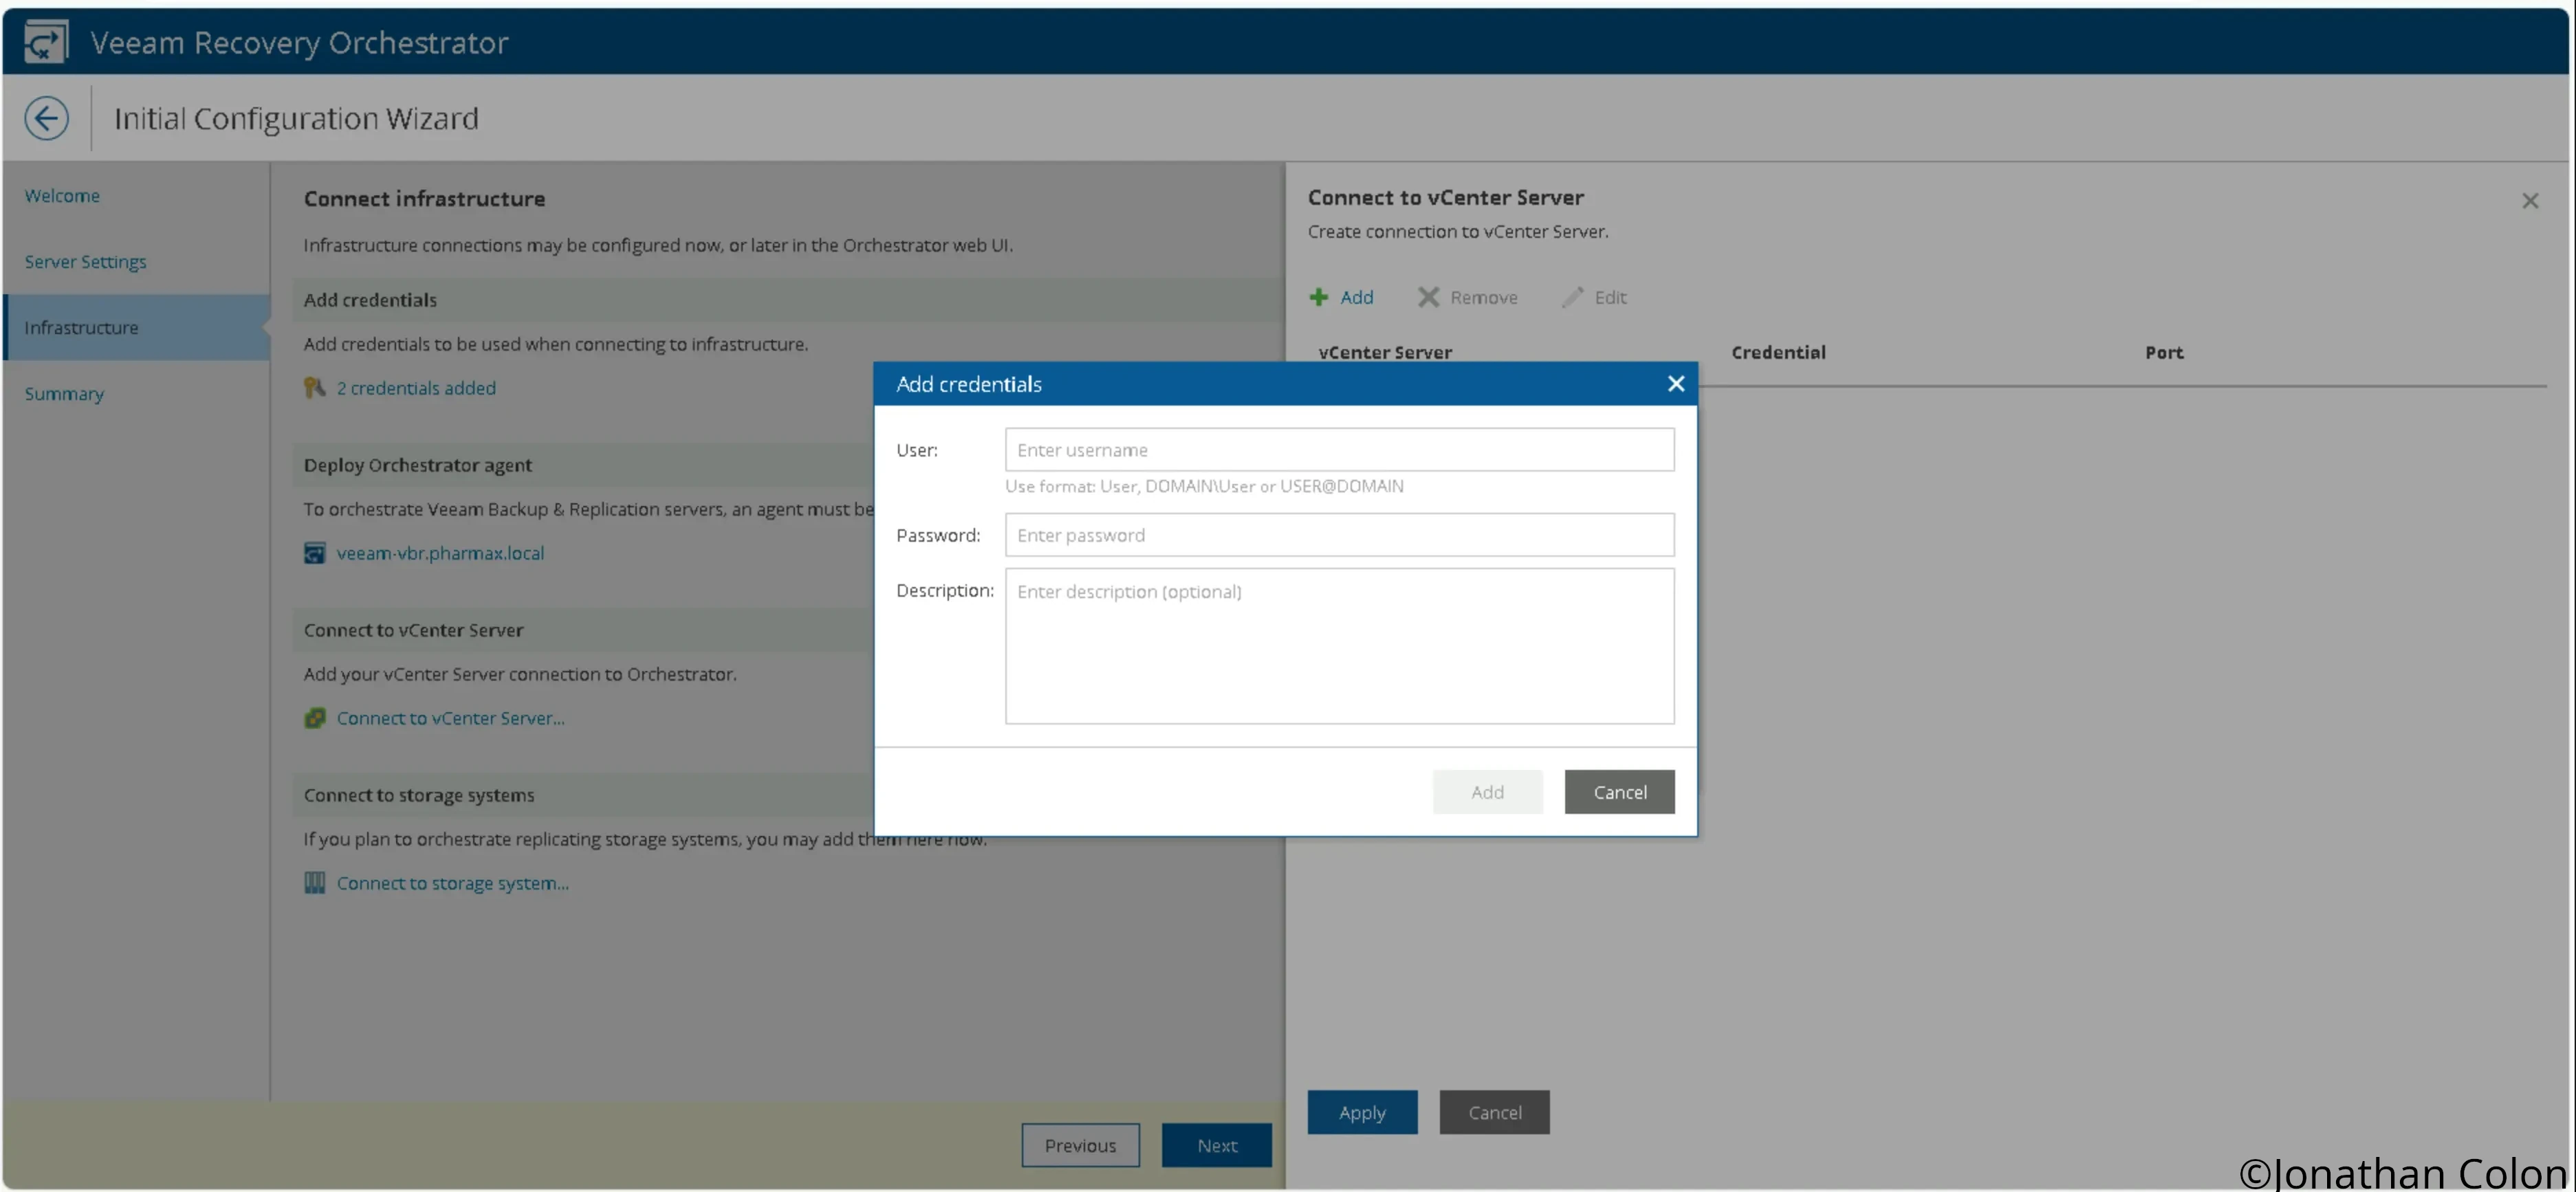 Veeam Recovery Orchestrator
Initial Configuration Wizard
Welcome
Server Settings
Infrastructure
Summary
Connect infrastructure
Infrastructure connections may be configured now, or later in the Orchestrator web UI.
Add credentials
Add credentials to be used when connecting to infrastructure.
2 credentials added
Deploy Orchestrator agent
To orchestrate Veeam Backup & Replication servers, an agent must be
veeam-vbr.pharmax.local
Connect to vCenter Server
Add your vCenter Server connection to Orchestrator.
Connect to vCenter Server...
Connect to storage systems
If you plan to orchestrate replicating storage systems, you may add them here now.
Connect to storage system...
Previous Next
Connect to vCenter Server
Create connection to vCenter Server.
Add Remove Edit
vCenter Server Credential Port
Add credentials
User: Enter username
Use format: User, DOMAIN\User or USER@DOMAIN
Password: Enter password
Description: Enter description (optional)
Add Cancel
Apply Cancel
©Jonathan Colon